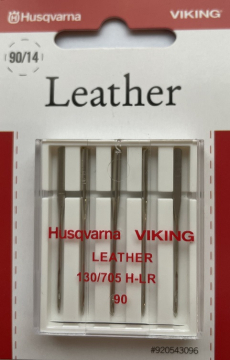 Husqvarna VIKING
90/14
Leather
Husqvarna VIKING
LEATHER
130/705 H-LR
90
#920543096